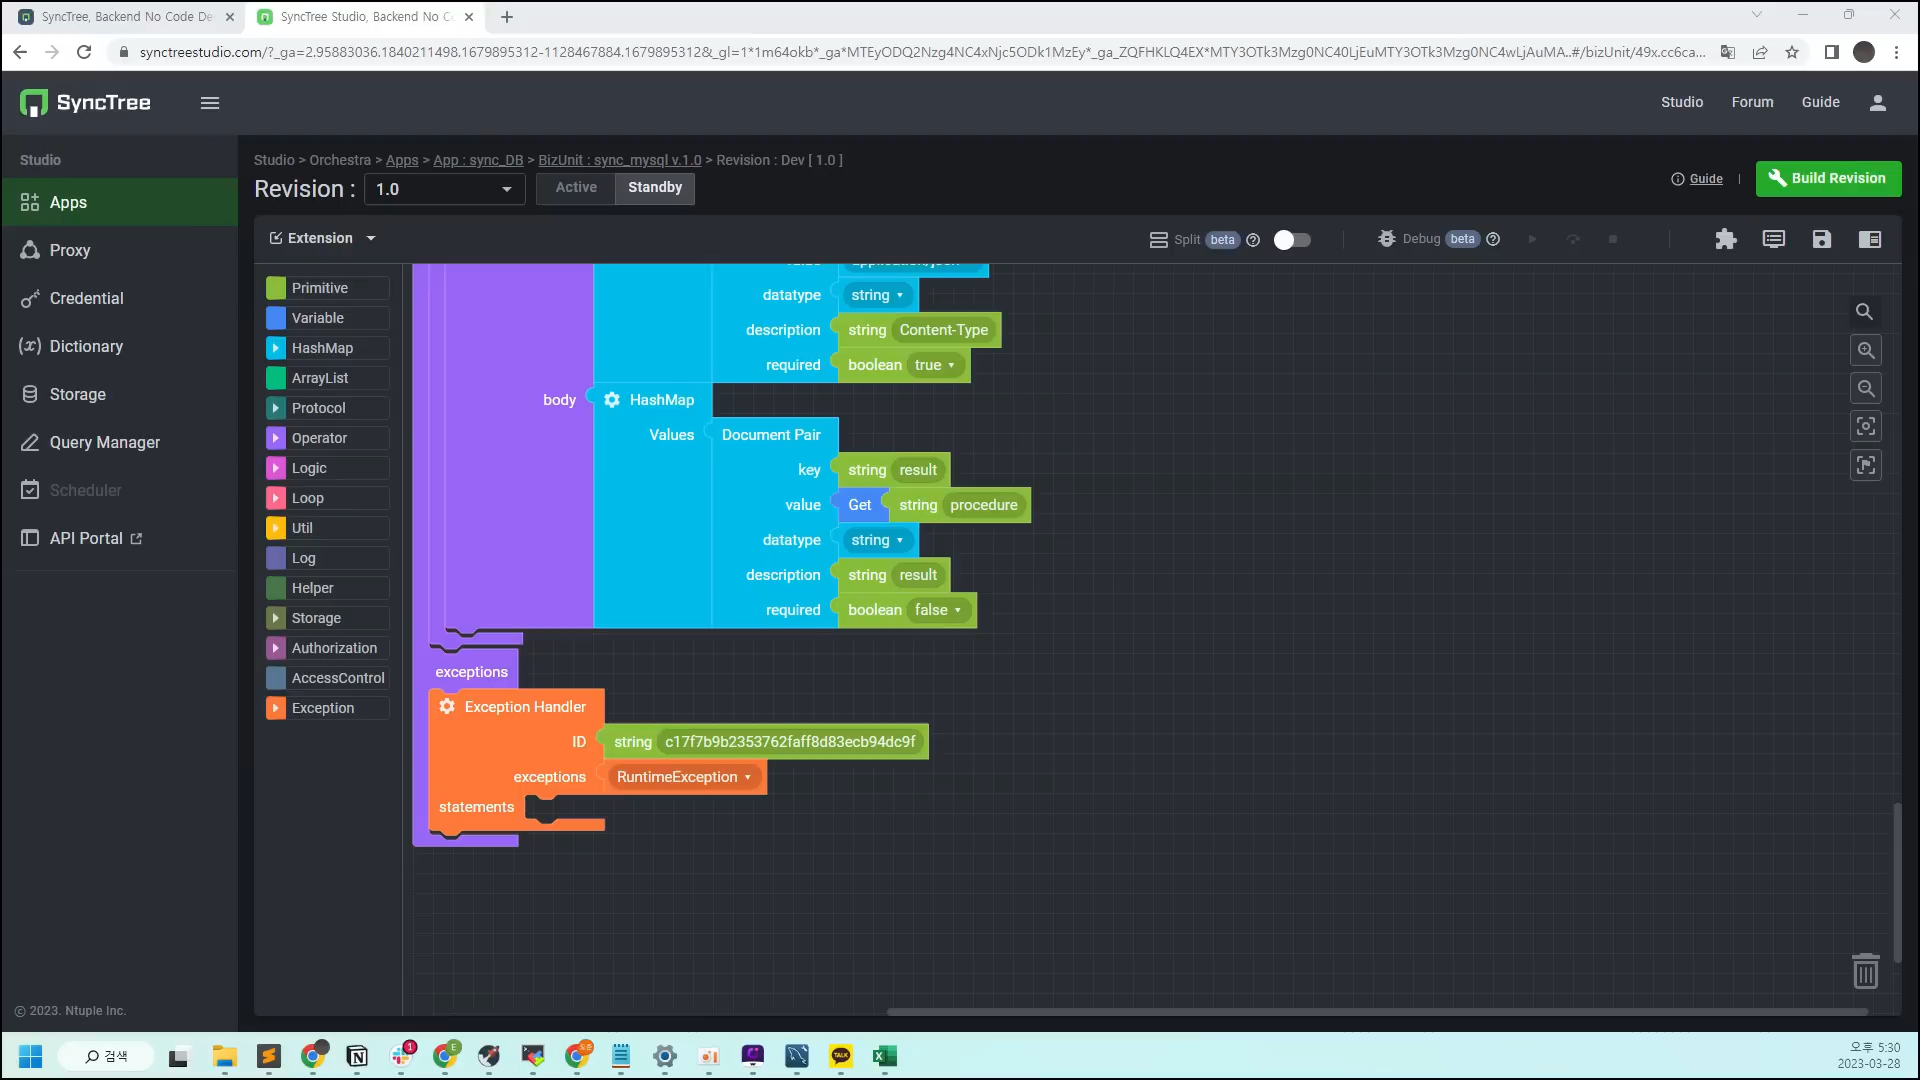 SyncTree, Backend No Code De
SyncTree Studio, Backend No Co
synctreestudio.com/?_ga=2.95883036.1840211498.1679895312-1128467884.1679895312&_gl=1*1m64okb*_ga*MTEyODQ2Nzg4NC4xNjc5ODk1MzEy*_ga_ZQFHKLQ4EX*MTY3OTk3Mzg0NC40LjEuMTY3OTk3Mzg0NC4wLjAuMA..#/bizUnit/49x.cc6ca...
SyncTree
Studio Forum Guide
Studio
Apps
Proxy
Credential
Dictionary
Storage
Query Manager
Scheduler
API Portal
© 2023. Ntuple Inc.
Studio > Orchestra > Apps > App : sync_DB > BizUnit : sync_mysql v.1.0 > Revision : Dev [ 1.0 ]
Revision : 1.0 Active Standby
Guide | Build Revision
Extension
Split beta
Debug beta
Primitive
Variable
HashMap
ArrayList
Protocol
Operator
Logic
Loop
Util
Log
Helper
Storage
Authorization
AccessControl
Exception
datatype string
description string Content-Type
required boolean true
body HashMap
Values Document Pair
key string result
value Get string procedure
datatype string
description string result
required boolean false
exceptions
Exception Handler
ID string c17f7b9b2353762faff8d83ecb94dc9f
exceptions RuntimeException
statements
검색
1
E
TALK
오후 5:30
2023-03-28